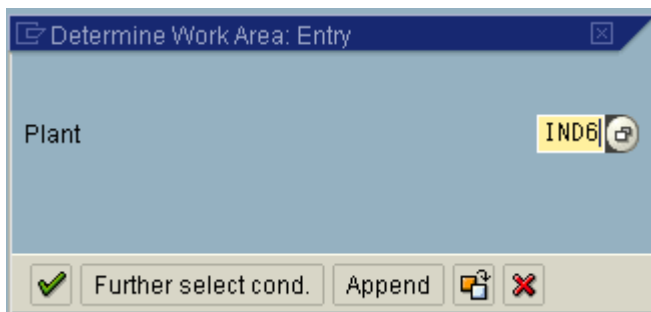 Determine Work Area: Entry
Plant IND6
Further select cond. Append